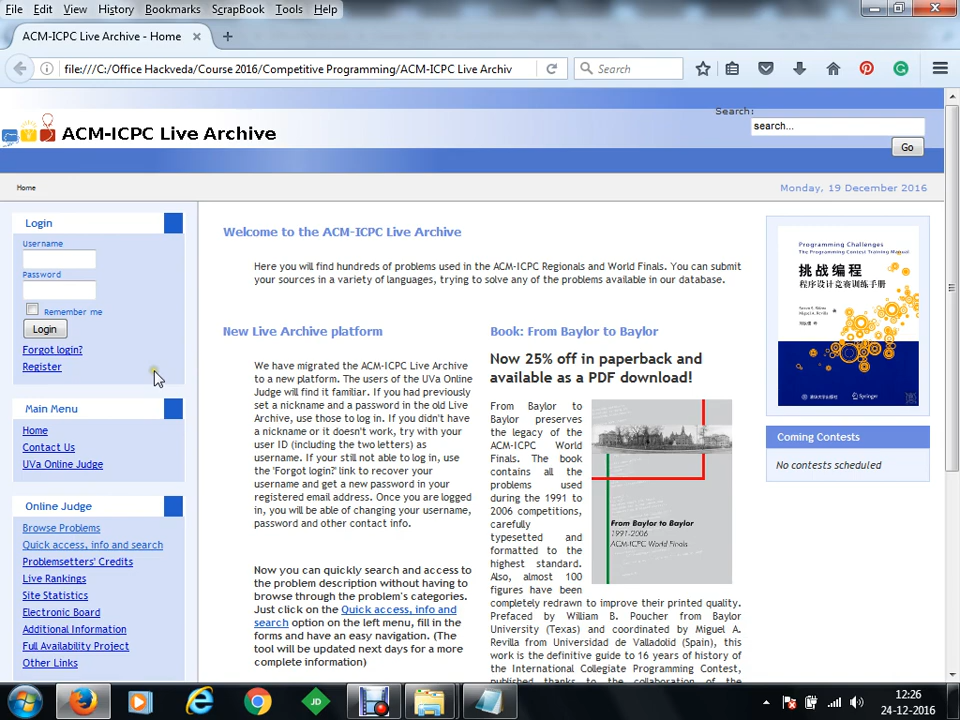 File Edit View History Bookmarks ScrapBook Tools Help
ACM-ICPC Live Archive - Home
file:///C:/Office Hackveda/Course 2016/Competitive Programming/ACM-ICPC Live Archiv
Search
ACM-ICPC Live Archive
Search:
search...
Go
Home
Monday, 19 December 2016
Login
Username
Password
Remember me
Login
Forgot login?
Register
Main Menu
Home
Contact Us
UVa Online Judge
Online Judge
Browse Problems
Quick access, info and search
Problemsetters' Credits
Live Rankings
Site Statistics
Electronic Board
Additional Information
Full Availability Project
Other Links
Welcome to the ACM-ICPC Live Archive
Here you will find hundreds of problems used in the ACM-ICPC Regionals and World Finals. You can submit
your sources in a variety of languages, trying to solve any of the problems available in our database.
New Live Archive platform
We have migrated the ACM-ICPC Live Archive
to a new platform. The users of the UVa Online
Judge will find it familiar. If you had previously
set a nickname and a password in the old Live
Archive, use those to log in. If you didn't have
a nickname or it doesn't work, try with your
user ID (including the two letters) as
username. If your still not able to log in, use
the 'Forgot login?' link to recover your
username and get a new password in your
registered email address. Once you are logged
in, you will be able of changing your username,
password and other contact info.
Now you can quickly search and access to
the problem description without having to
browse through the problem's categories.
Just click on the Quick access, info and
search option on the left menu, fill in the
forms and have an easy navigation. (The
tool will be updated next days for a more
complete information)
Book: From Baylor to Baylor
Now 25% off in paperback and
available as a PDF download!
From Baylor to
Baylor preserves
the legacy of the
ACM-ICPC World
Finals. The book
contains all the
problems used
during the 1991 to
2006 competitions,
carefully
typesetted and
formatted to the
highest standard.
Also, almost 100
figures have been
completely redrawn to improve their printed quality.
Prefaced by William B. Poucher from Baylor
University (Texas) and coordinated by Miguel A.
Revilla from Universidad de Valladolid (Spain), this
work is the definitive guide to 16 years of history of
the International Collegiate Programming Contest,
published thanks to the collaboration of the
From Baylor to Baylor
1991-2006
ACM-ICPC World Finals
Programming Challenges
The Programming Contest Training Manual
挑战编程
程序设计竞赛训练手册
Springer
Coming Contests
No contests scheduled
JD
12:26
24-12-2016